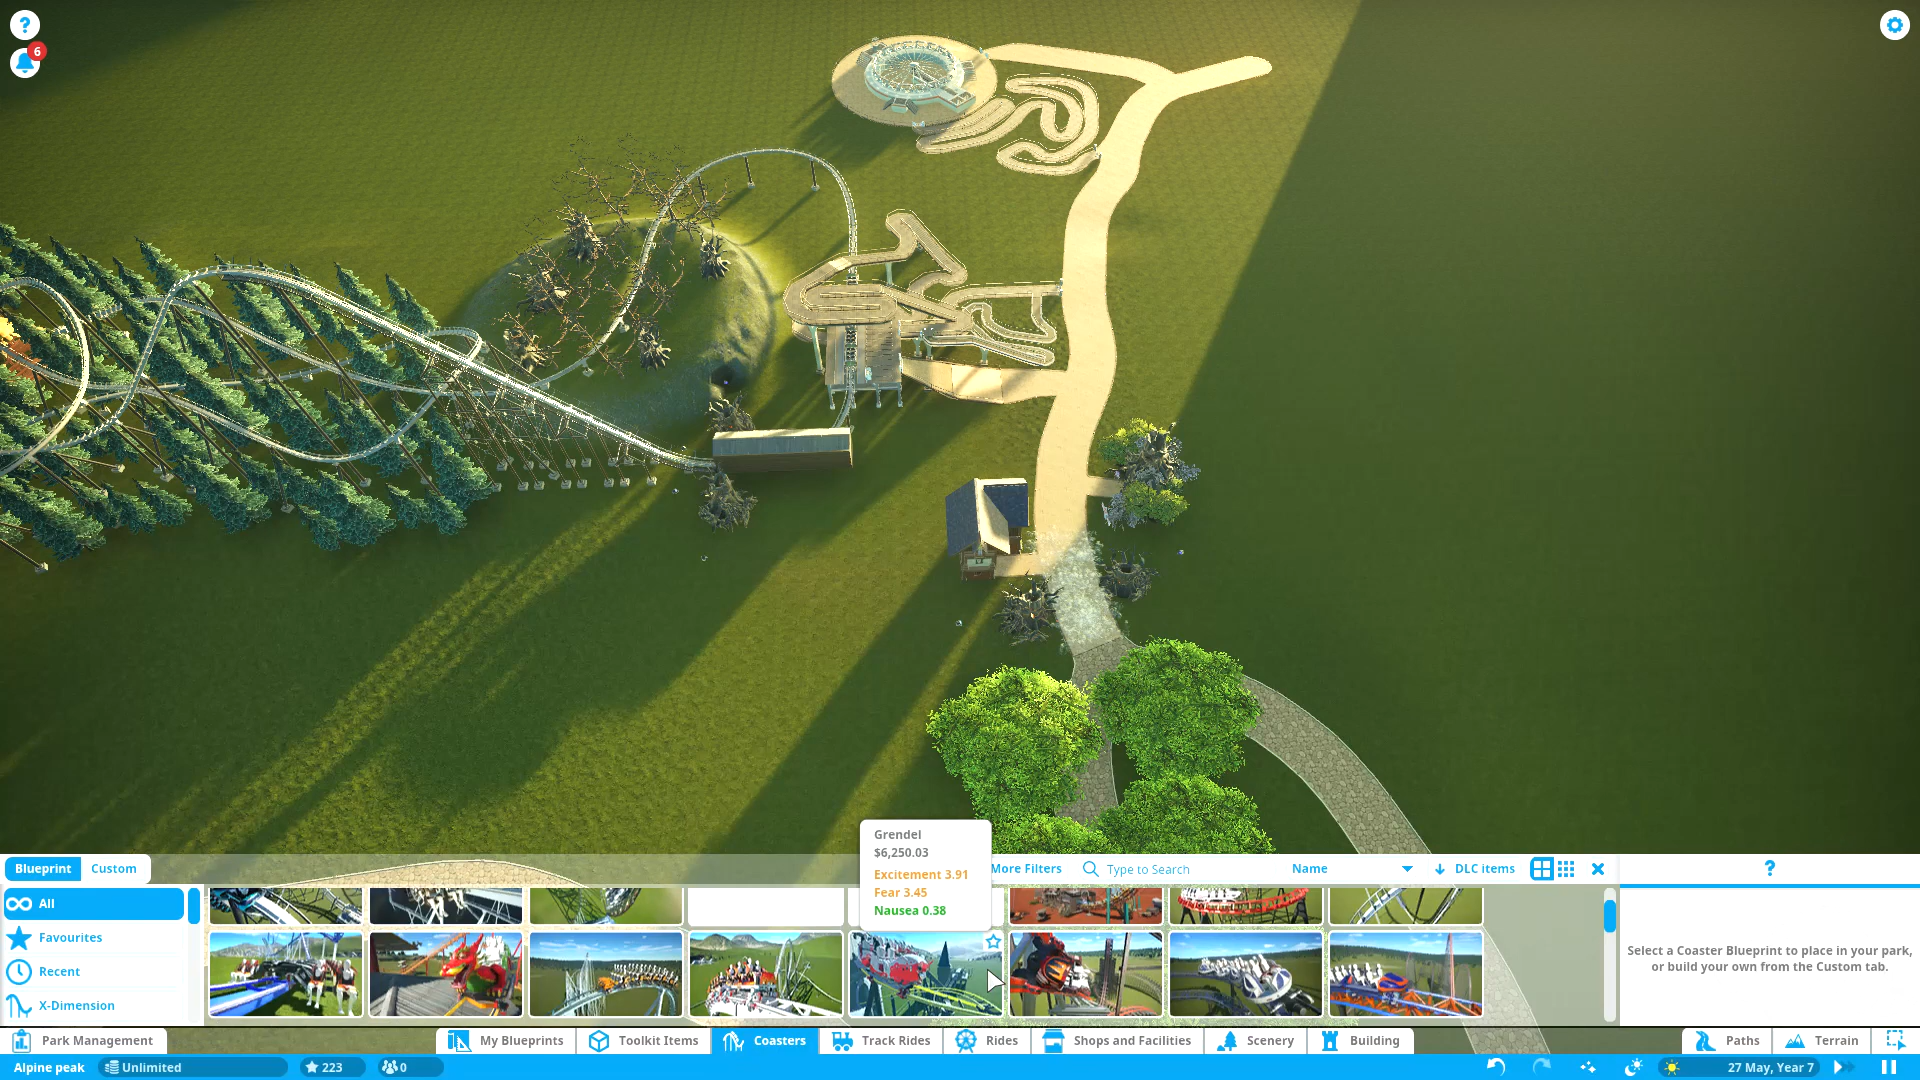 ?
6
Grendel
$6,250.03
Excitement 3.91
Fear 3.45
Nausea 0.38
Blueprint
Custom
More Filters
Type to Search
Name
DLC items
?
All
Favourites
Recent
X-Dimension
Select a Coaster Blueprint to place in your park,
or build your own from the Custom tab.
Park Management
My Blueprints
Toolkit Items
Coasters
Track Rides
Rides
Shops and Facilities
Scenery
Building
Paths
Terrain
Alpine peak
Unlimited
223
0
27 May, Year 7